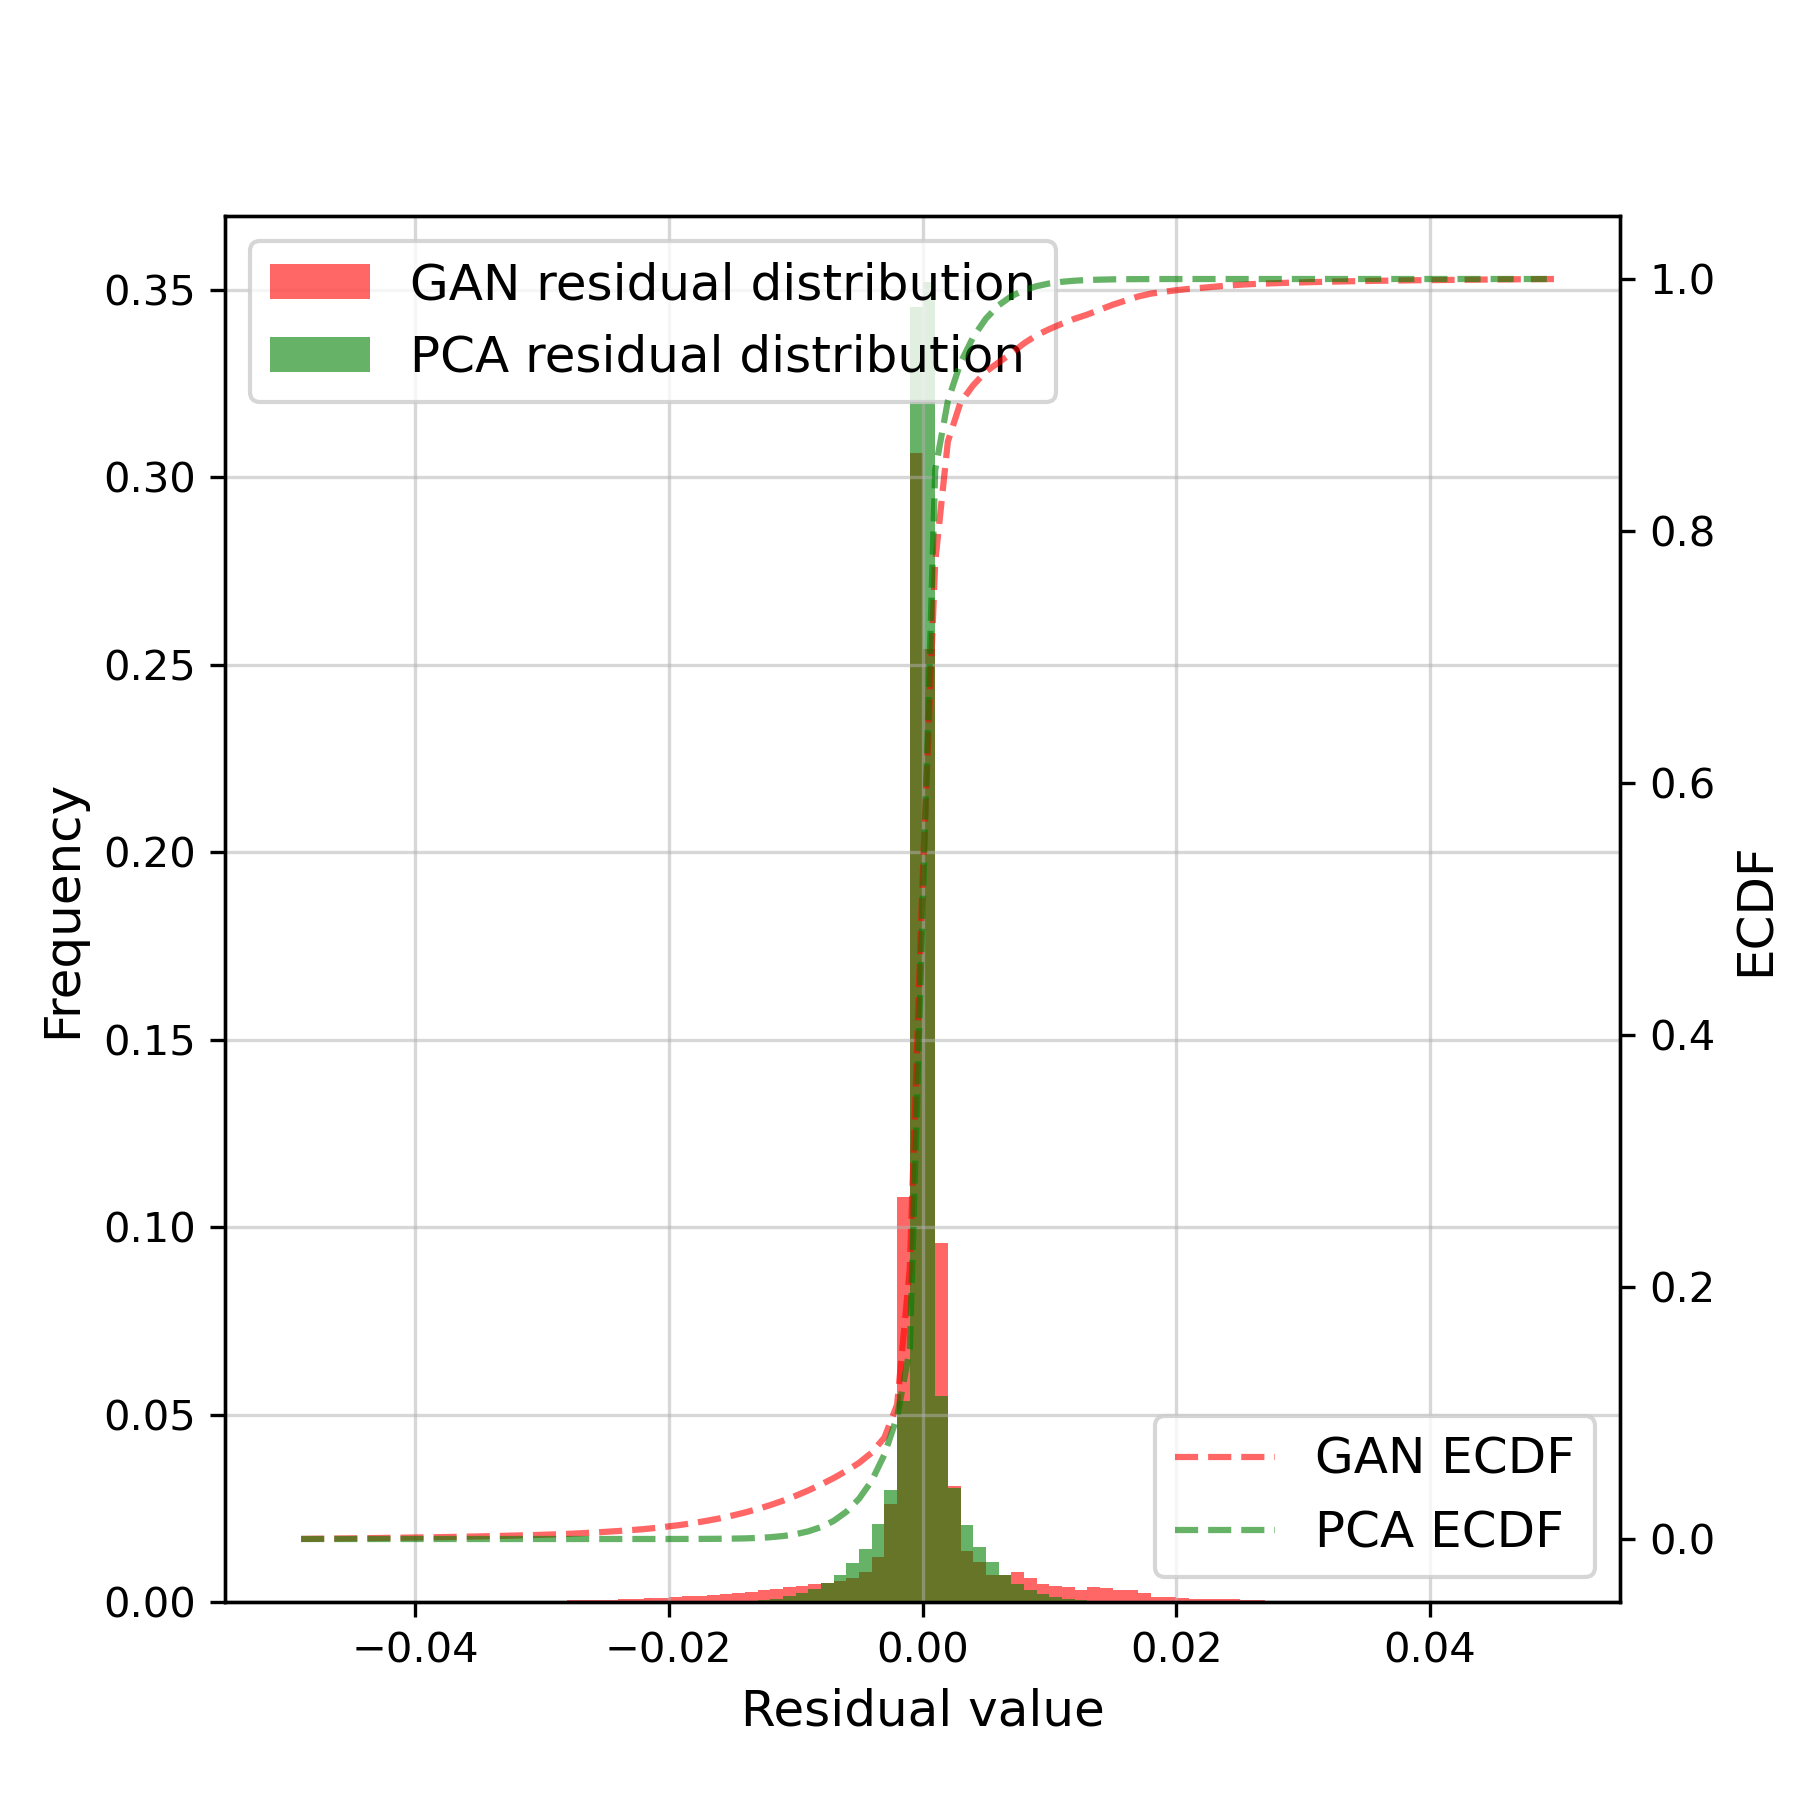 GAN residual distribution
PCA residual distribution
0.35
0.30
0.25
0.20
0.15
0.10
0.05
0.00
Frequency
1.0
0.8
0.6
0.4
0.2
0.0
ECDF
GAN ECDF
PCA ECDF
−0.04
−0.02
0.00
0.02
0.04
Residual value